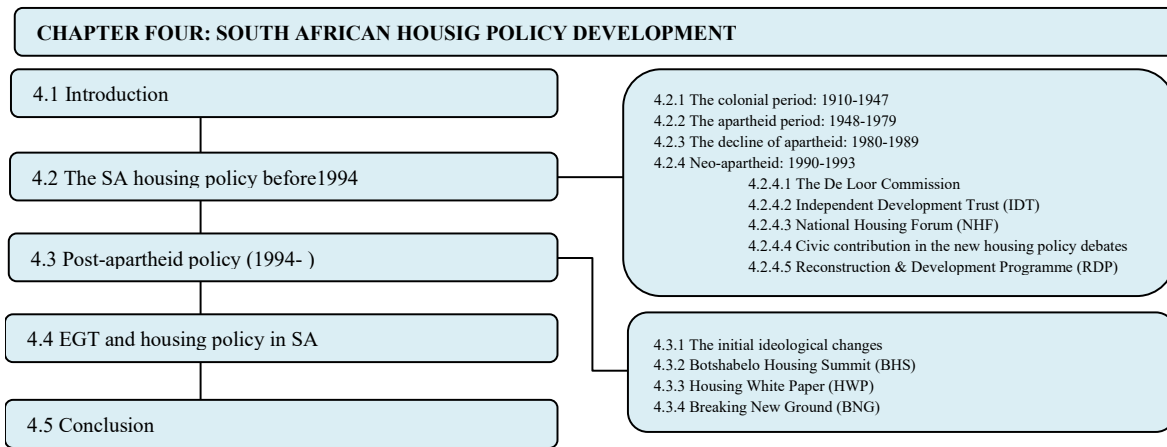 CHAPTER FOUR: SOUTH AFRICAN HOUSIG POLICY DEVELOPMENT
4.1 Introduction
4.2 The SA housing policy before1994
4.2.1 The colonial period: 1910-1947
4.2.2 The apartheid period: 1948-1979
4.2.3 The decline of apartheid: 1980-1989
4.2.4 Neo-apartheid: 1990-1993
4.2.4.1 The De Loor Commission
4.2.4.2 Independent Development Trust (IDT)
4.2.4.3 National Housing Forum (NHF)
4.2.4.4 Civic contribution in the new housing policy debates
4.2.4.5 Reconstruction & Development Programme (RDP)
4.3 Post-apartheid policy (1994- )
4.3.1 The initial ideological changes
4.3.2 Botshabelo Housing Summit (BHS)
4.3.3 Housing White Paper (HWP)
4.3.4 Breaking New Ground (BNG)
4.4 EGT and housing policy in SA
4.5 Conclusion